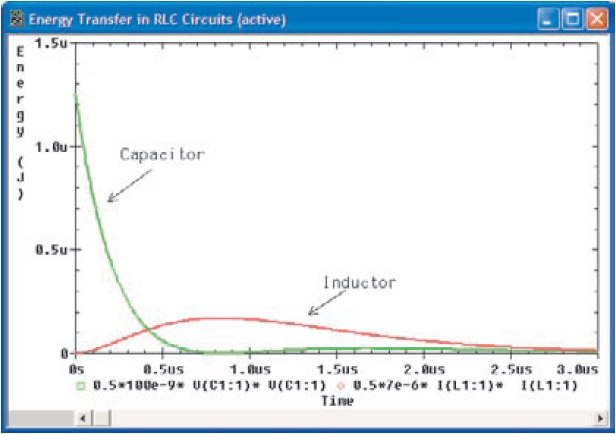 Energy Transfer in RLC Circuits (active)
Energy (J)
1.5u
1.0u
0.5u
0
Capacitor
Inductor
0s 0.5us 1.0us 1.5us 2.0us 2.5us 3.0us
0.5*100e-9* V(C1:1)* V(C1:1) 0.5*7e-6* I(L1:1)* I(L1:1)
Time